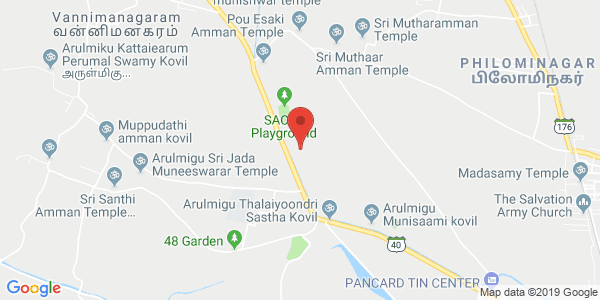 Vannimanagaram
வன்னிமனகரம்
Arulmiku Kattaiearum
Perumal Swamy Kovil
அருள்மிகு...
Pou Esaki
Amman Temple
Sri Mutharamman
Temple
Sri Muthaar
Amman Temple
PHILOMINAGAR
பிலோமிநகர்
176
Playground
Muppudathi
amman kovil
Arulmigu Sri Jada
Muneeswarar Temple
Madasamy Temple
Sri Santhi
Amman Temple...
Arulmigu Thalaiyoondri
Sastha Kovil
Arulmigu
Munisaami kovil
The Salvation
Army Church
48 Garden
40
PANCARD TIN CENTER
Google
Map data ©2019 Google